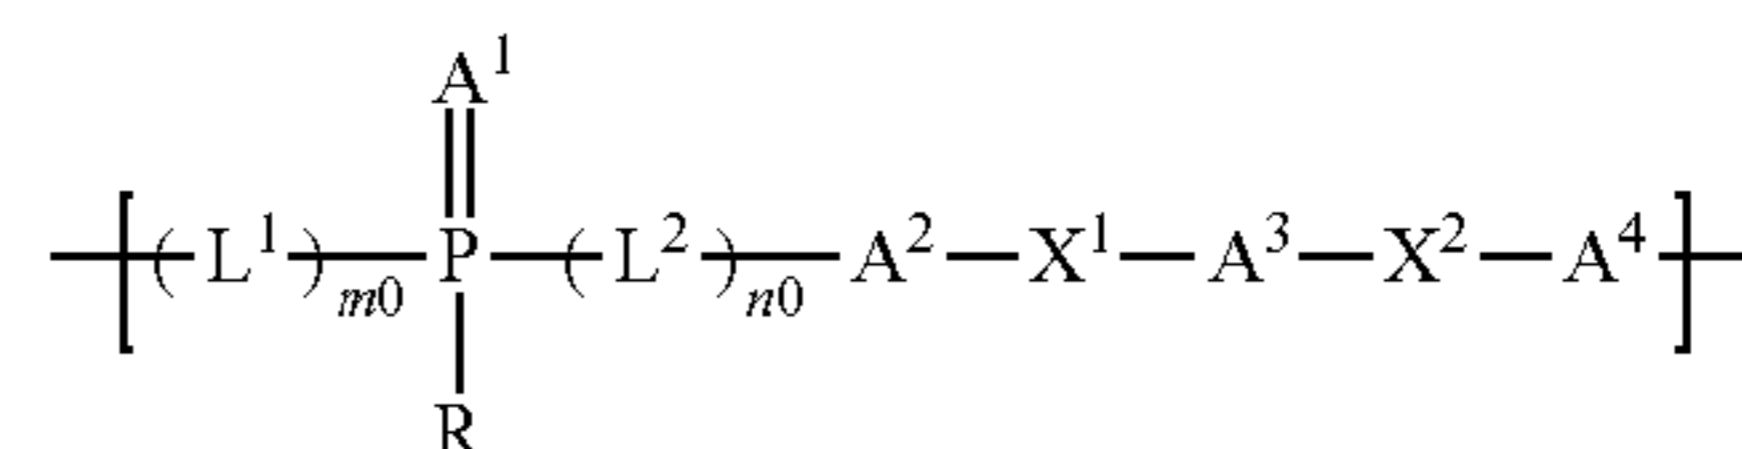 A¹
[( L¹ )m0 P ( L² )n0 A² — X¹ — A³ — X² — A⁴]
R